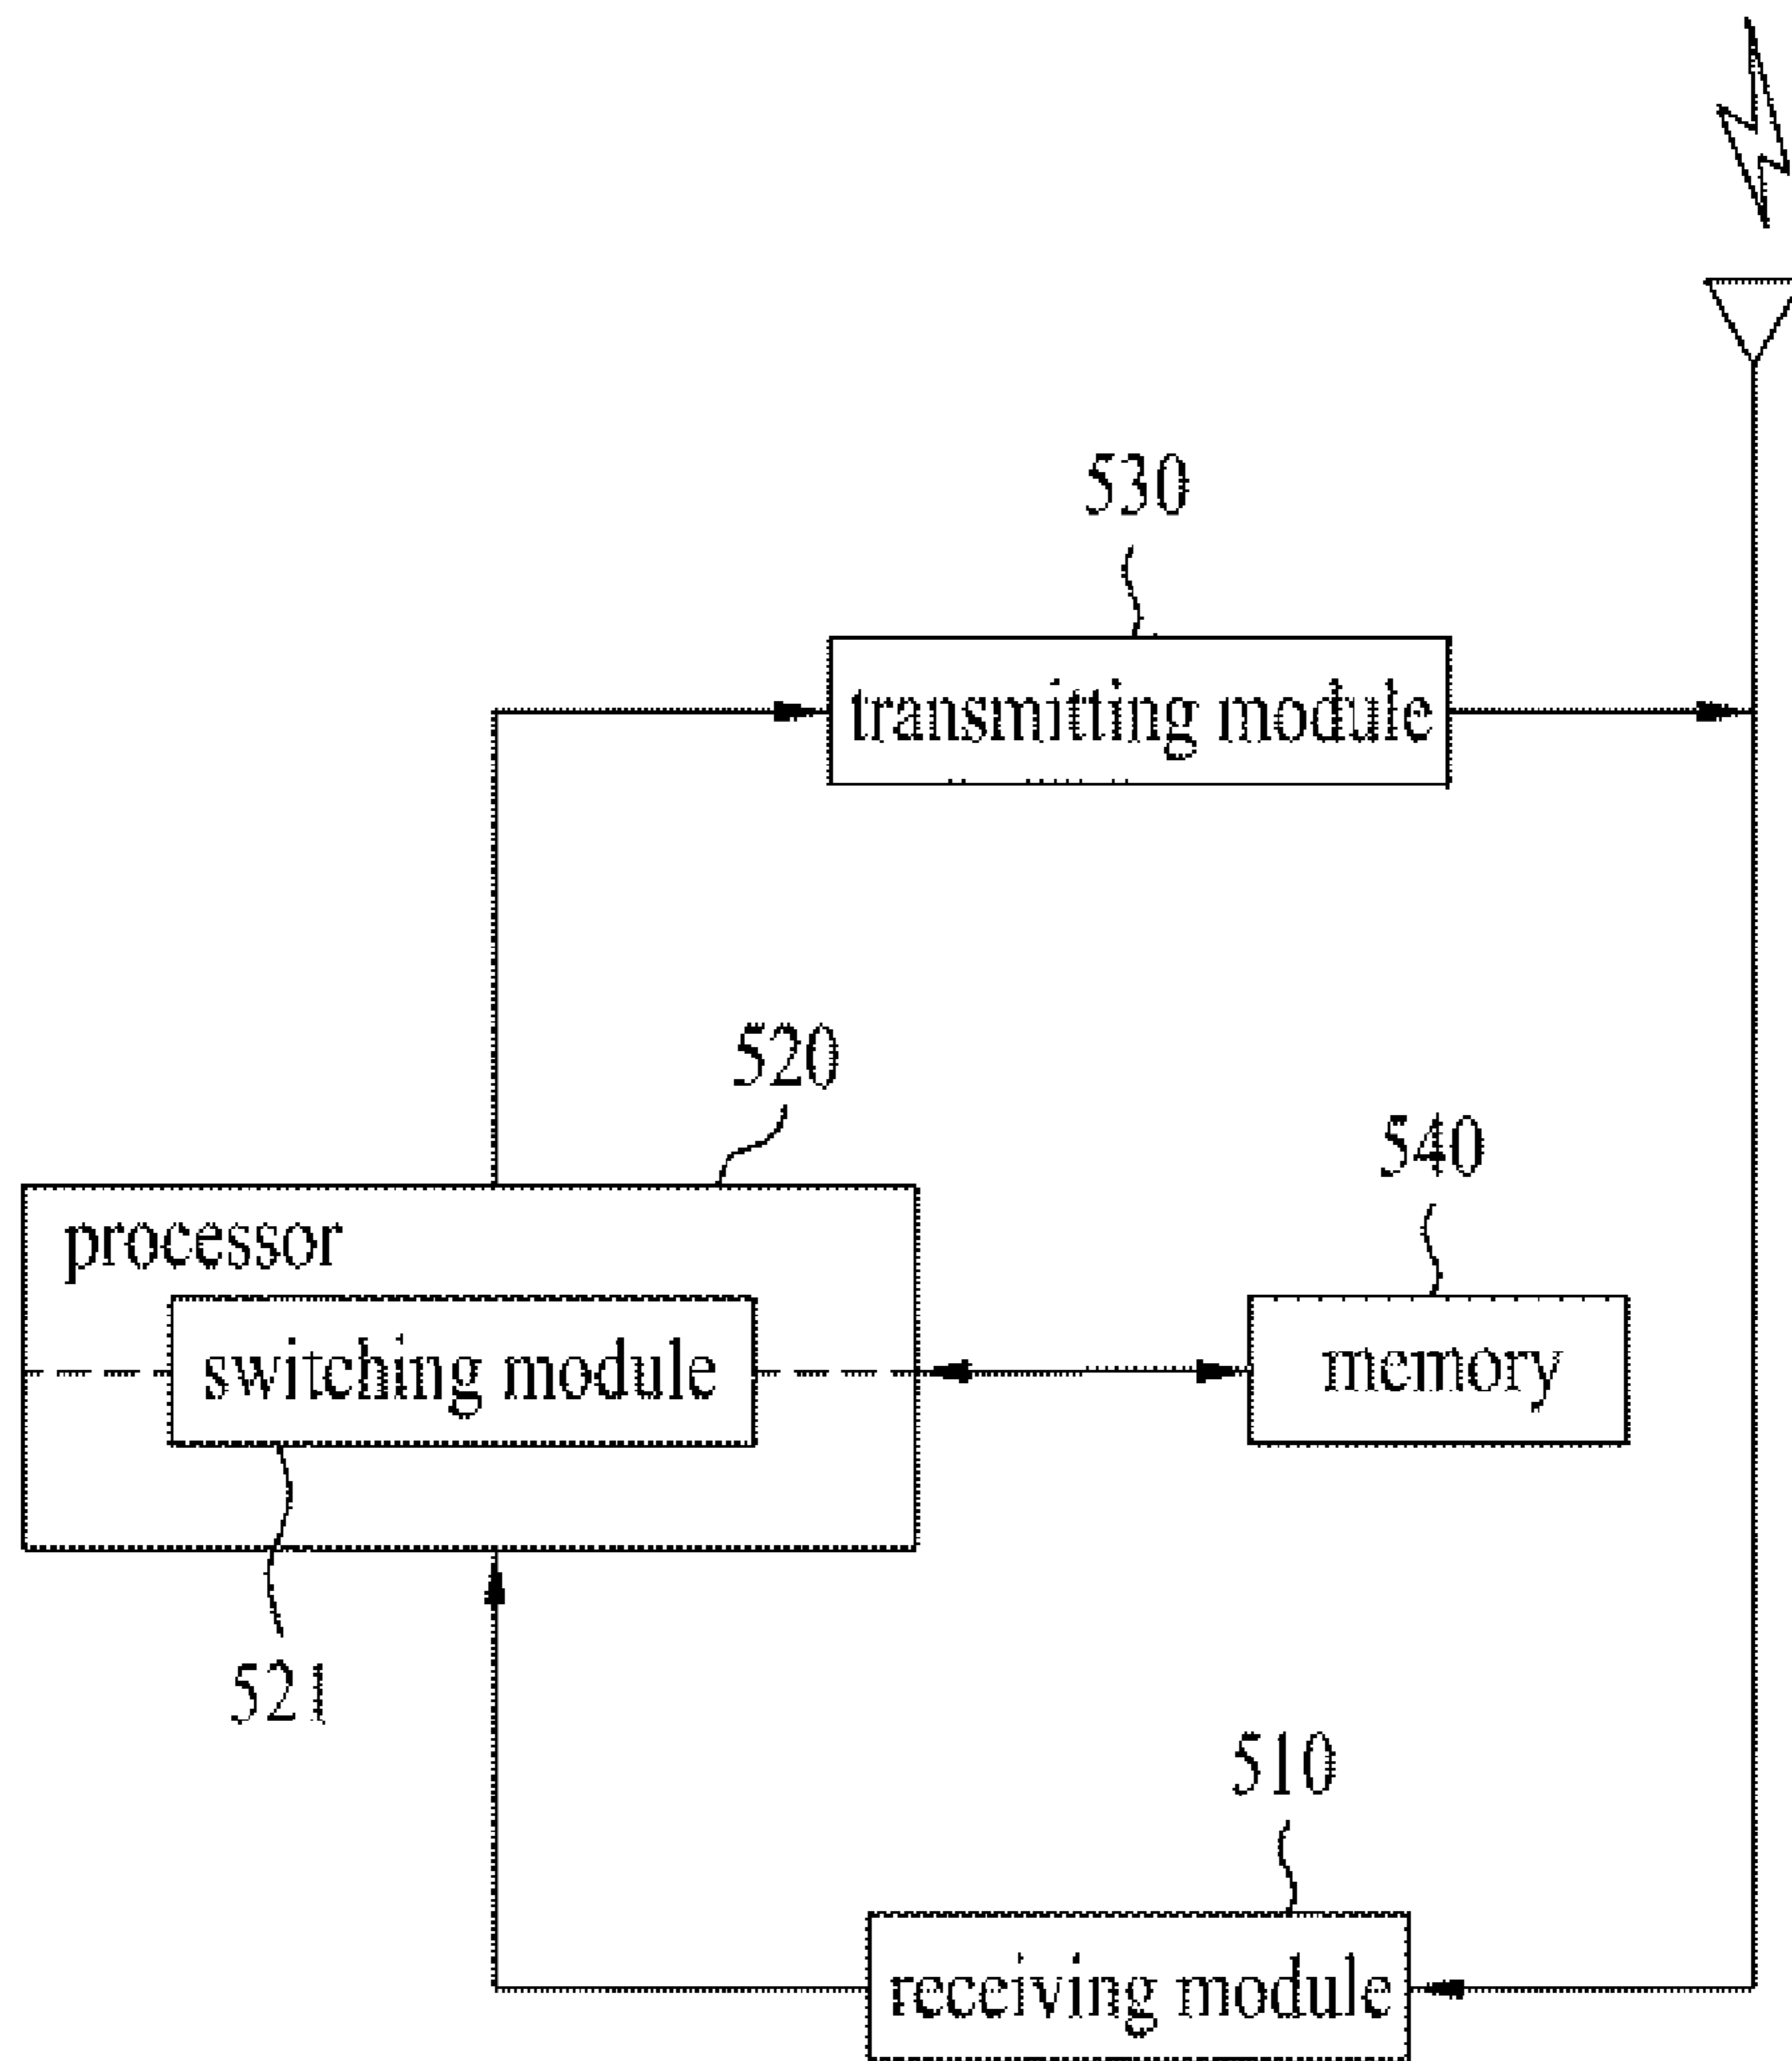 530
transmitting module
520
540
processor
switching module
memory
521
510
receiving module